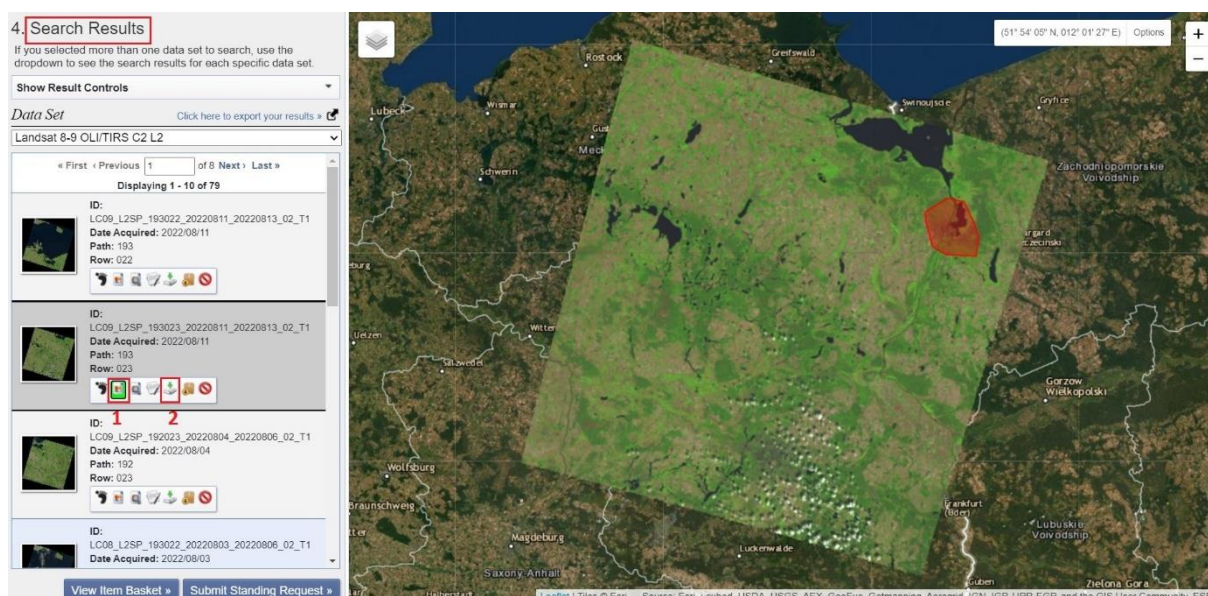 4. Search Results
If you selected more than one data set to search, use the
dropdown to see the search results for each specific data set.
Show Result Controls
Data Set
Click here to export your results »
Landsat 8-9 OLI/TIRS C2 L2
« First ‹ Previous 1 of 8 Next › Last »
Displaying 1 - 10 of 79
ID:
LC09_L2SP_193022_20220811_20220813_02_T1
Date Acquired: 2022/08/11
Path: 193
Row: 022
ID:
LC09_L2SP_193023_20220811_20220813_02_T1
Date Acquired: 2022/08/11
Path: 193
Row: 023
1 2
ID:
LC09_L2SP_192023_20220804_20220806_02_T1
Date Acquired: 2022/08/04
Path: 192
Row: 023
ID:
LC08_L2SP_193022_20220803_20220806_02_T1
Date Acquired: 2022/08/03
View Item Basket »
Submit Standing Request »
(51° 54' 05" N, 012° 01' 27" E)
Options
+
−
Rostock
Greifswald
Swinoujscie
Gryfice
Lubeck
Wismar
Gus
Meck
Schwerin
Zachodniopomorskie
Voivodship
argard
zecinski
burg
Witten
Uelzen
Salzwedel
Gorzow
Wielkopolski
Wolfsburg
Braunschweig
Frankfurt
(Oder)
Lubuskie
Voivodship
Magdeburg
Luckenwalde
Saxony-Anhalt
Halberstadt
Guben
Zielona Gora